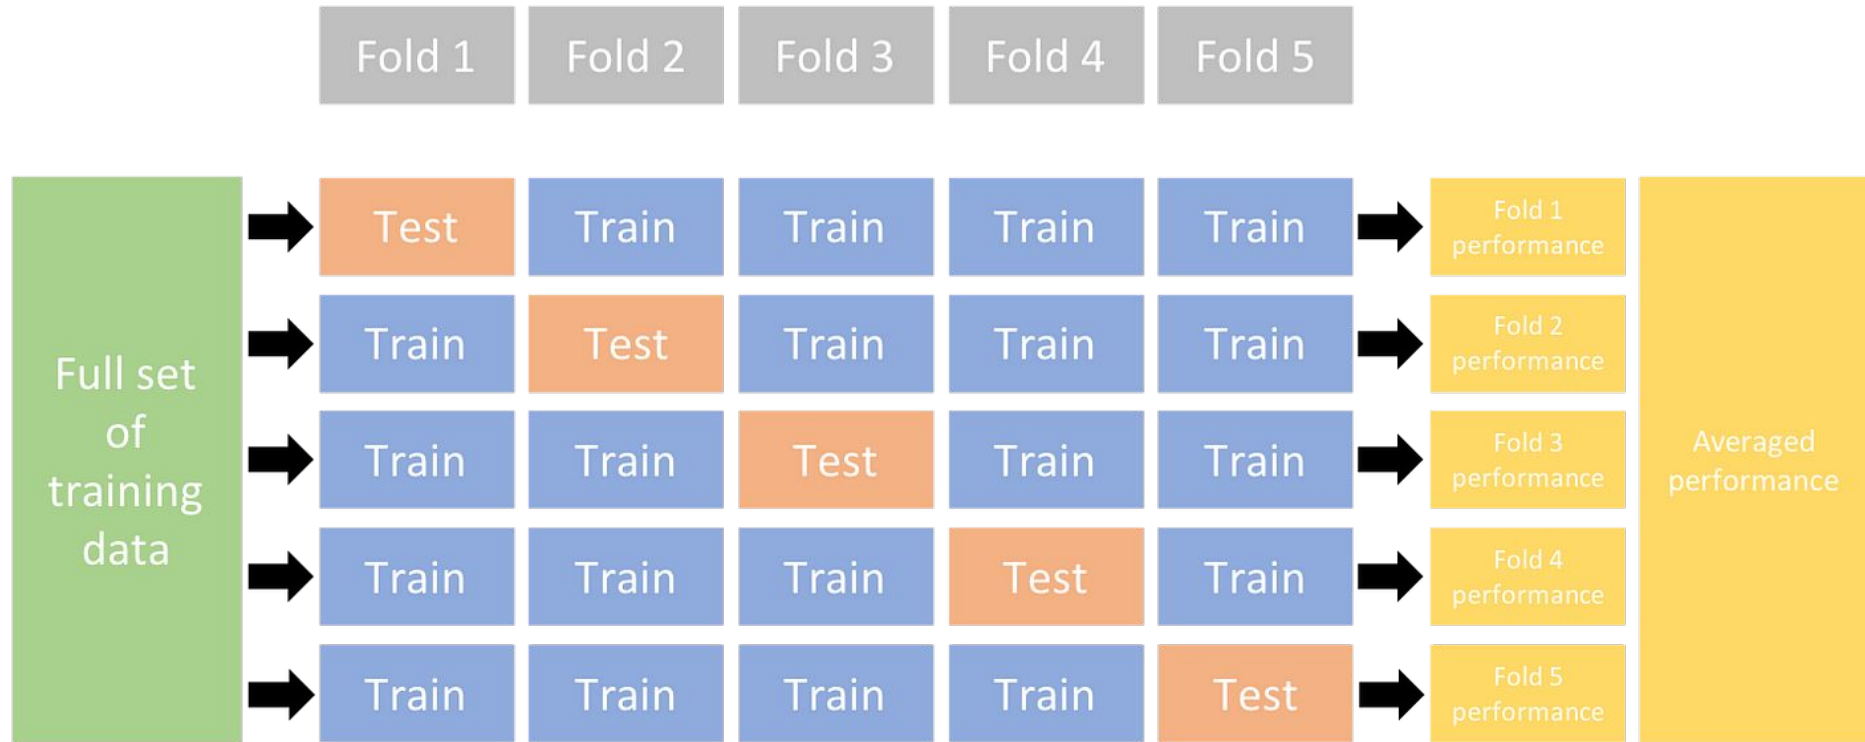 Fold 1
Fold 2
Fold 3
Fold 4
Fold 5
Full set
of
training
data
Test
Train
Train
Train
Train
Fold 1
performance
Train
Test
Train
Train
Train
Fold 2
performance
Train
Train
Test
Train
Train
Fold 3
performance
Train
Train
Train
Test
Train
Fold 4
performance
Train
Train
Train
Train
Test
Fold 5
performance
Averaged
performance